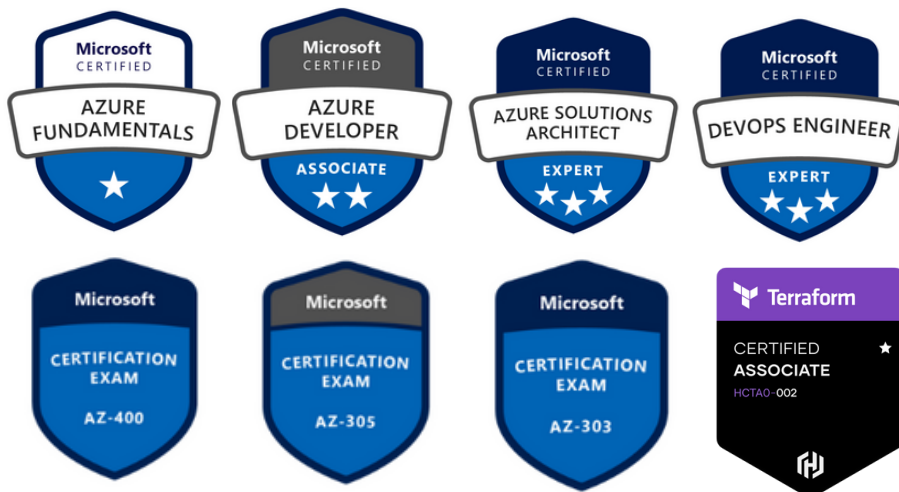 Microsoft
CERTIFIED
AZURE
FUNDAMENTALS
Microsoft
CERTIFIED
AZURE
DEVELOPER
ASSOCIATE
Microsoft
CERTIFIED
AZURE SOLUTIONS
ARCHITECT
EXPERT
Microsoft
CERTIFIED
DEVOPS ENGINEER
EXPERT
Microsoft
CERTIFICATION
EXAM
AZ-400
Microsoft
CERTIFICATION
EXAM
AZ-305
Microsoft
CERTIFICATION
EXAM
AZ-303
Terraform
CERTIFIED
ASSOCIATE
HCTA0-002